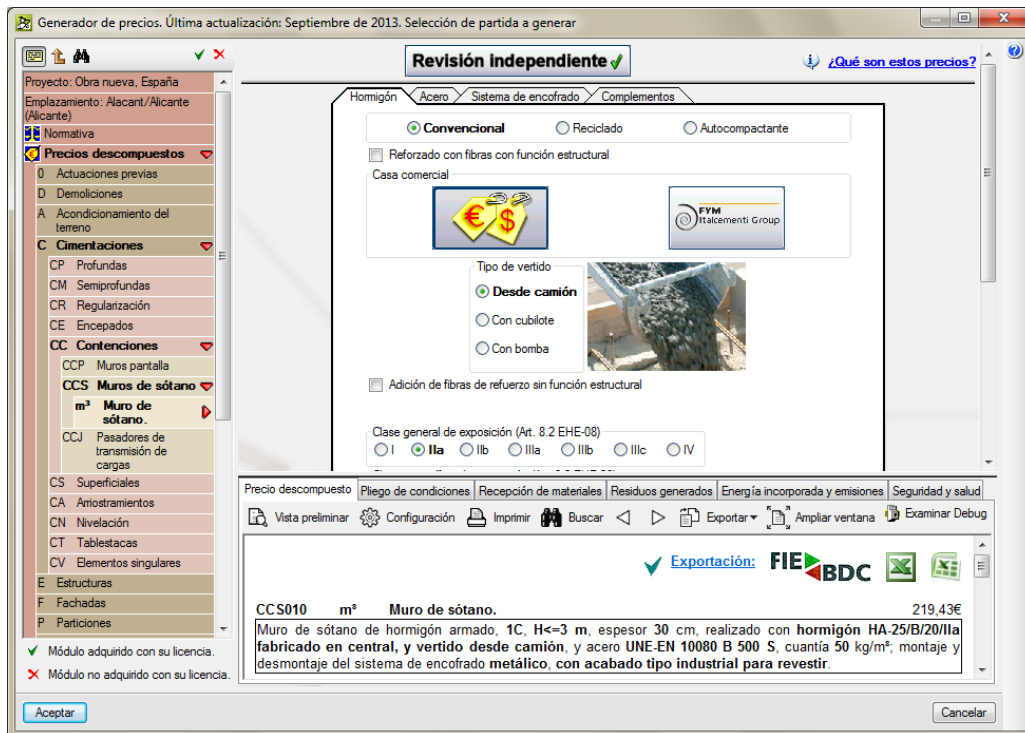 Generador de precios. Última actualización: Septiembre de 2013. Selección de partida a generar
Proyecto: Obra nueva, España
Emplazamiento: Alacant/Alicante
(Alicante)
Normativa
Precios descompuestos
0 Actuaciones previas
D Demoliciones
A Acondicionamiento del
terreno
C Cimentaciones
CP Profundas
CM Semiprofundas
CR Regularización
CE Encepados
CC Contenciones
CCP Muros pantalla
CCS Muros de sótano
m³ Muro de
sótano.
CCJ Pasadores de
transmisión de
cargas
CS Superficiales
CA Arriostramientos
CN Nivelación
CT Tablestacas
CV Elementos singulares
E Estructuras
F Fachadas
P Particiones
Módulo adquirido con su licencia.
Módulo no adquirido con su licencia.
Revisión independiente
¿Qué son estos precios?
Hormigón Acero Sistema de encofrado Complementos
Convencional Reciclado Autocompactante
Reforzado con fibras con función estructural
Casa comercial
€ $
FYM
Italcementi Group
Tipo de vertido
Desde camión
Con cubilote
Con bomba
Adición de fibras de refuerzo sin función estructural
Clase general de exposición (Art. 8.2 EHE-08)
I IIa IIb IIIa IIIb IIIc IV
Precio descompuesto Pliego de condiciones Recepción de materiales Residuos generados Energía incorporada y emisiones Seguridad y salud
Vista preliminar Configuración Imprimir Buscar Exportar Ampliar ventana Examinar Debug
Exportación: FIE BDC
CCS010 m³ Muro de sótano. 219,43€
Muro de sótano de hormigón armado, 1C, H<=3 m, espesor 30 cm, realizado con hormigón HA-25/B/20/IIa
fabricado en central, y vertido desde camión, y acero UNE-EN 10080 B 500 S, cuantía 50 kg/m³; montaje y
desmontaje del sistema de encofrado metálico, con acabado tipo industrial para revestir.
Aceptar Cancelar